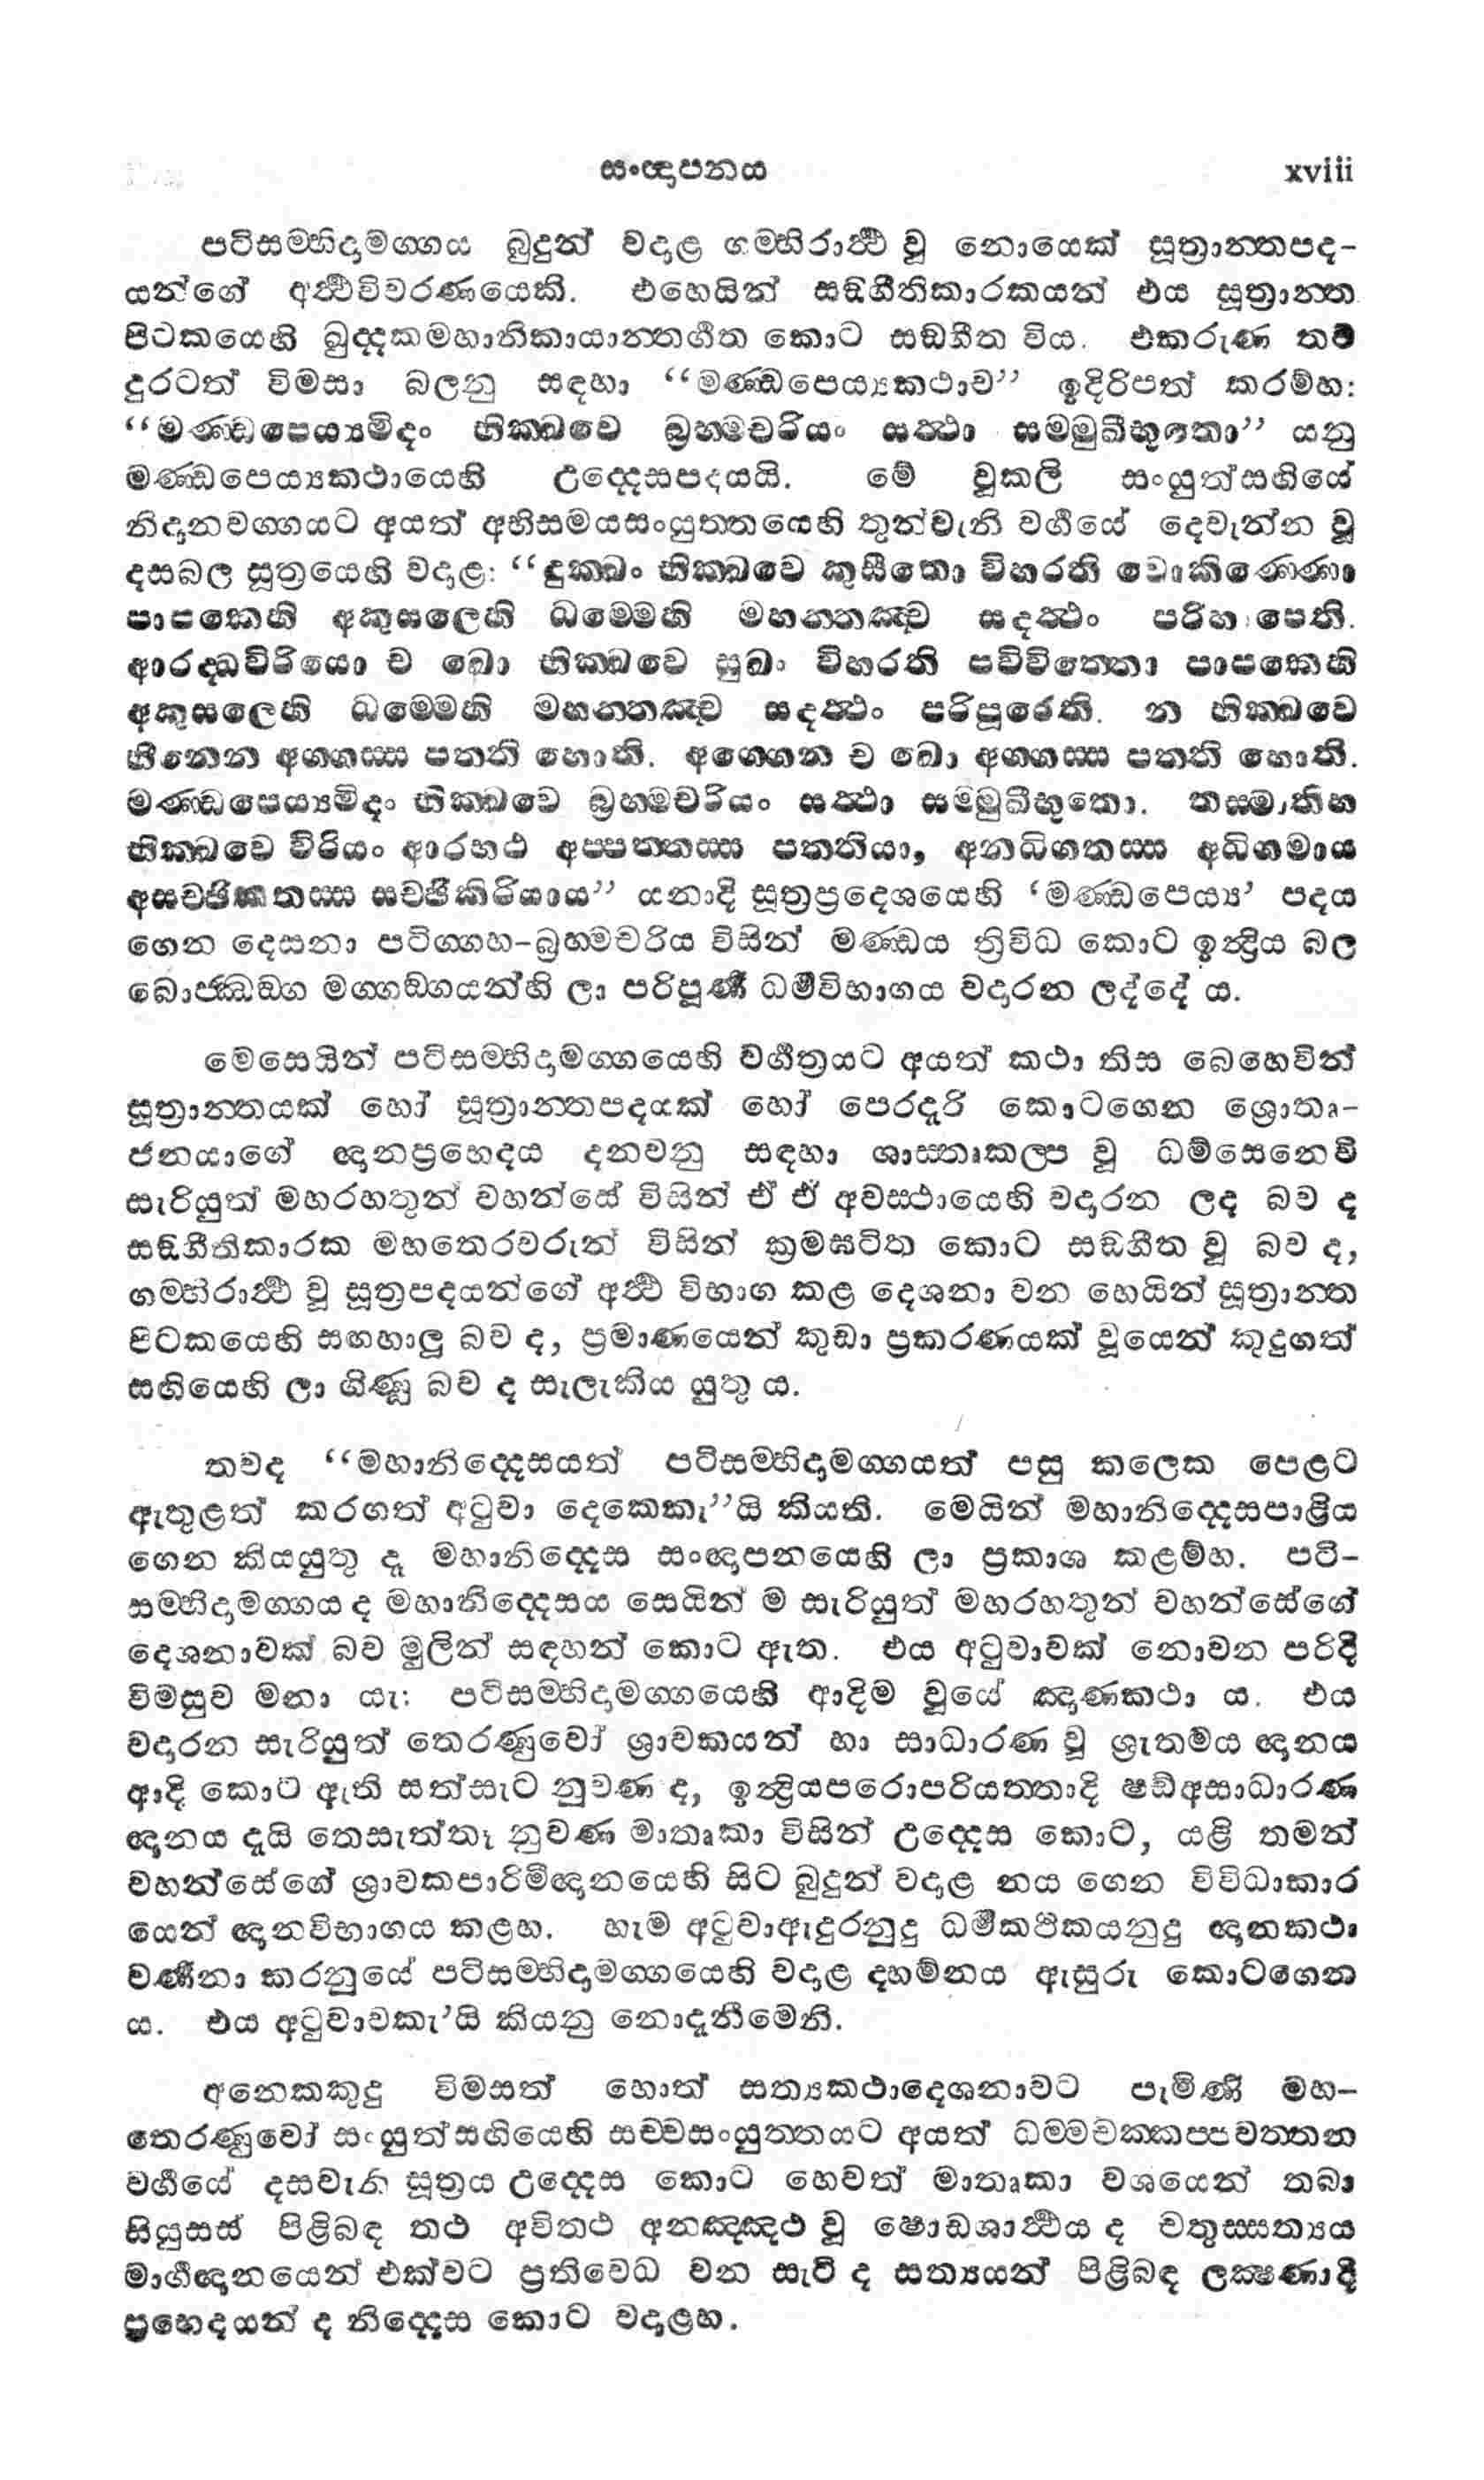 සංඥාපනය xviii
පටිසම්භිදාමග්ගය බුදුන් වදාළ ගම්භීරාර්ථ වූ නොයෙක් සූත්‍රාන්තපද-
යන්ගේ අර්ථවිවරණයෙකි. එහෙයින් සඞ්ගීතිකාරකයන් එය සූත්‍රාන්ත
පිටකයෙහි ඛුද්දකමහානිකායාන්තර්ගත කොට සඞ්ගීත විය. එකරුණ තව
දුරටත් විමසා බලනු සඳහා “මණ්ඩපෙය්‍යකථාව” ඉදිරිපත් කරම්හ:
“මණ්ඩපෙය්‍යමිදං භික්ඛවෙ බ්‍රහ්මචරියං සත්ථා සම්මුඛීභූතො” යනු
මණ්ඩපෙය්‍යකථායෙහි උද්දෙසපදයයි. මේ වූකලි සංයුත්සඟියේ
නිදානවග්ගයට අයත් අභිසමයසංයුත්තයෙහි තුන්වැනි වර්ගයේ දෙවැන්න වූ
දසබල සූත්‍රයෙහි වදාළ: “දුක්ඛං භික්ඛවෙ කුසීතො විහරති වොකිණ්ණො
පාපකෙහි අකුසලෙහි ධම්මෙහි මහන්තඤ්ච සදත්ථං පරිහාපෙති.
ආරද්ධවිරියො ච ඛො භික්ඛවෙ සුඛං විහරති පවිවිත්තො පාපකෙහි
අකුසලෙහි ධම්මෙහි මහන්තඤ්ච සදත්ථං පරිපූරෙති. න භික්ඛවෙ
හීනෙන අග්ගස්ස පත්ති හොති. අග්ගෙන ච ඛො අග්ගස්ස පත්ති හොති.
මණ්ඩපෙය්‍යමිදං භික්ඛවෙ බ්‍රහ්මචරියං සත්ථා සම්මුඛීභුතො. තස්මාතිහ
භික්ඛවෙ විරියං ආරභථ අප්පත්තස්ස පත්තියා, අනධිගතස්ස අධිගමාය
අසච්ඡිකතස්ස සච්ඡිකිරියාය” යනාදි සූත්‍රප්‍රදෙශයෙහි ‘මණ්ඩපෙය්‍ය’ පදය
ගෙන දෙසනා පටිග්ගහ-බ්‍රහ්මචරිය විසින් මණ්ඩය ත්‍රිවිධ කොට ඉන්ද්‍රිය බල
බොජ්ඣඞ්ග මග්ගඞ්ගයන්හි ලා පරිපූර්ණ ධර්මවිභාගය වදාරන ලද්දේ ය.
මෙසෙයින් පටිසම්භිදාමග්ගයෙහි වර්ගත්‍රයට අයත් කථා තිස බෙහෙවින්
සූත්‍රාන්තයක් හෝ සූත්‍රාන්තපදයක් හෝ පෙරදැරි කොටගෙන ශ්‍රොතෘ-
ජනයාගේ ඥානප්‍රභෙදය දනවනු සඳහා ශාස්තෘකල්ප වූ ධම්සෙනෙවි
සැරියුත් මහරහතුන් වහන්සේ විසින් ඒ ඒ අවස්ථායෙහි වදාරන ලද බව ද
සඞ්ගීතිකාරක මහතෙරවරුන් විසින් ක්‍රමඝටිත කොට සඞ්ගීත වූ බව ද,
ගම්භීරාර්ථ වූ සූත්‍රපදයන්ගේ අර්ථ විභාග කළ දෙශනා වන හෙයින් සූත්‍රාන්ත
පිටකයෙහි සඟහාලූ බව ද, ප්‍රමාණයෙන් කුඩා ප්‍රකරණයක් වූයෙන් කුදුගත්
සඟියෙහි ලා ගිණූ බව ද සැලැකිය යුතු ය.
තවද “මහානිද්දෙසයත් පටිසම්භිදාමග්ගයත් පසු කලෙක පෙළට
ඇතුළත් කරගත් අටුවා දෙකෙකැ”යි කියති. මෙයින් මහානිද්දෙසපාළිය
ගෙන කියයුතු දෑ මහානිද්දෙස සංඥාපනයෙහි ලා ප්‍රකාශ කළම්හ. පටි-
සම්භිදාමග්ගය ද මහානිද්දෙසය සෙයින් ම සැරියුත් මහරහතුන් වහන්සේගේ
දෙශනාවක් බව මුලින් සඳහන් කොට ඇත. එය අටුවාවක් නොවන පරිදි
විමසුව මනා යැ: පටිසම්භිදාමග්ගයෙහි ආදිම වූයේ ඤාණකථා ය. එය
වදාරන සැරියුත් තෙරණුවෝ ශ්‍රාවකයන් හා සාධාරණ වූ ශ්‍රැතමය ඥානය
ආදි කොට ඇති සත්සැට නුවණ ද, ඉන්ද්‍රියපරොපරියත්තාදි ෂඩ්අසාධාරණ
ඥානය දැයි තෙසැත්තෑ නුවණ මාතෘකා විසින් උද්දෙස කොට, යළි තමන්
වහන්සේගේ ශ්‍රාවකපාරමිඥානයෙහි සිට බුදුන් වදාළ නය ගෙන විවිධාකාර
යෙන් ඥානවිභාගය කළහ. හැම අටුවාඇදුරනුදු ධර්මකථිකයනුදු ඥානකථා
වර්ණනා කරනුයේ පටිසම්භිදාමග්ගයෙහි වදාළ දහම්නය ඇසුරු කොටගෙන
ය. එය අටුවාවකැ’යි කියනු නොදැනීමෙනි.
අනෙකකුදු විමසත් හොත් සත්‍යකථාදෙශනාවට පැමිණි මහ-
තෙරණුවෝ සංයුත්සඟියෙහි සච්චසංයුත්තයට අයත් ධම්මචක්කප්පවත්තන
වර්ගයේ දසවැනි සූත්‍රය උද්දෙස කොට හෙවත් මාතෘකා වශයෙන් තබා
සියුසස් පිළිබඳ තථ අවිතථ අනඤ්ඤථ වූ ෂොඩශාර්ථය ද චතුස්සත්‍යය
මාර්ගඥානයෙන් එක්වට ප්‍රතිවෙධ වන සැටි ද සත්‍යයන් පිළිබඳ ලක්‍ෂණාදි
ප්‍රභෙදයන් ද නිද්දෙස කොට වදාළහ.